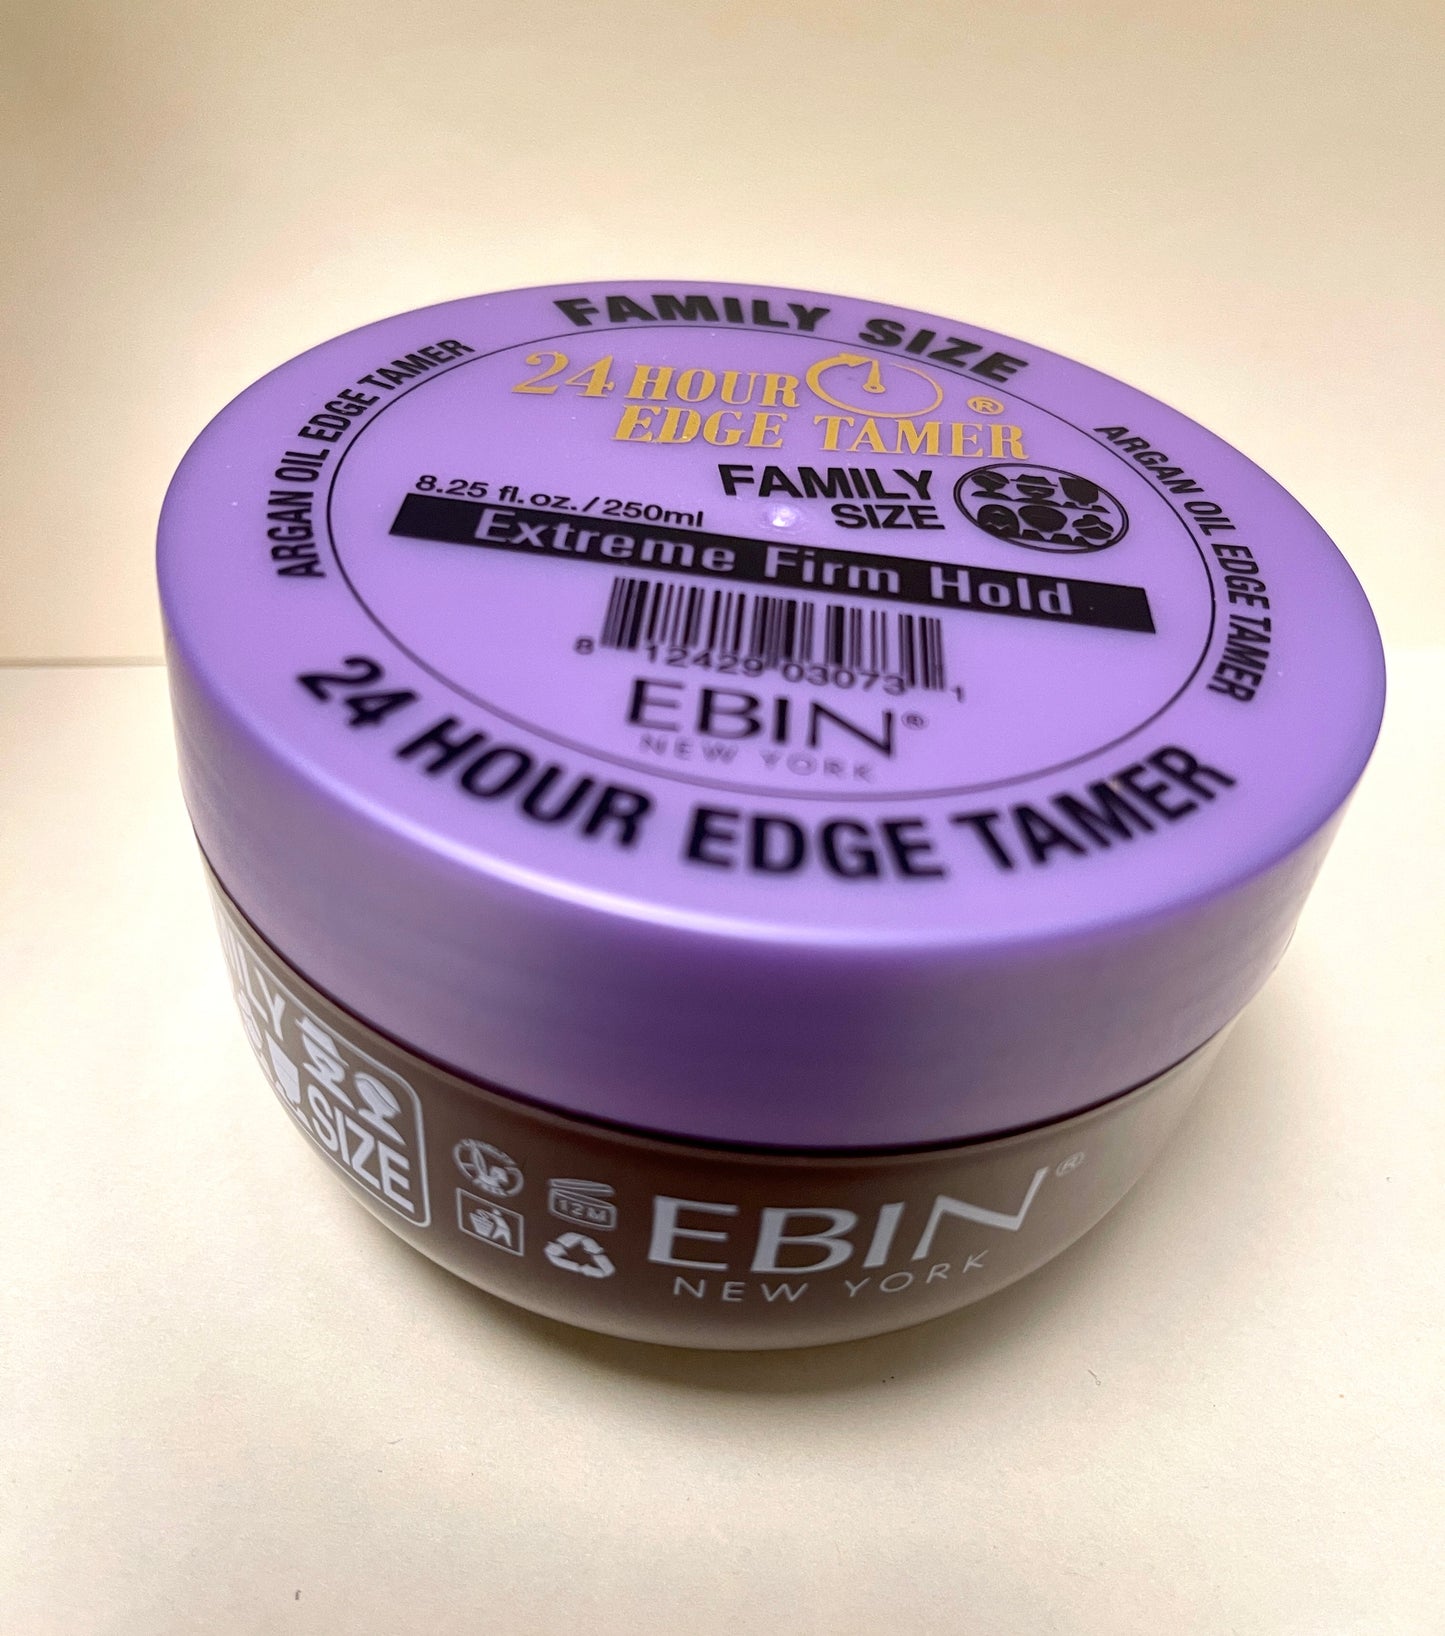 FAMILY SIZE
ARGAN OIL EDGE TAMER
ARGAN OIL EDGE TAMER
24 HOUR ®
EDGE TAMER
FAMILY
SIZE
8.25 fl.oz./250ml
Extreme Firm Hold
8 12429 03073 1
EBIN®
NEW YORK
24 HOUR EDGE TAMER
SIZE
12M
EBIN®
NEW YORK